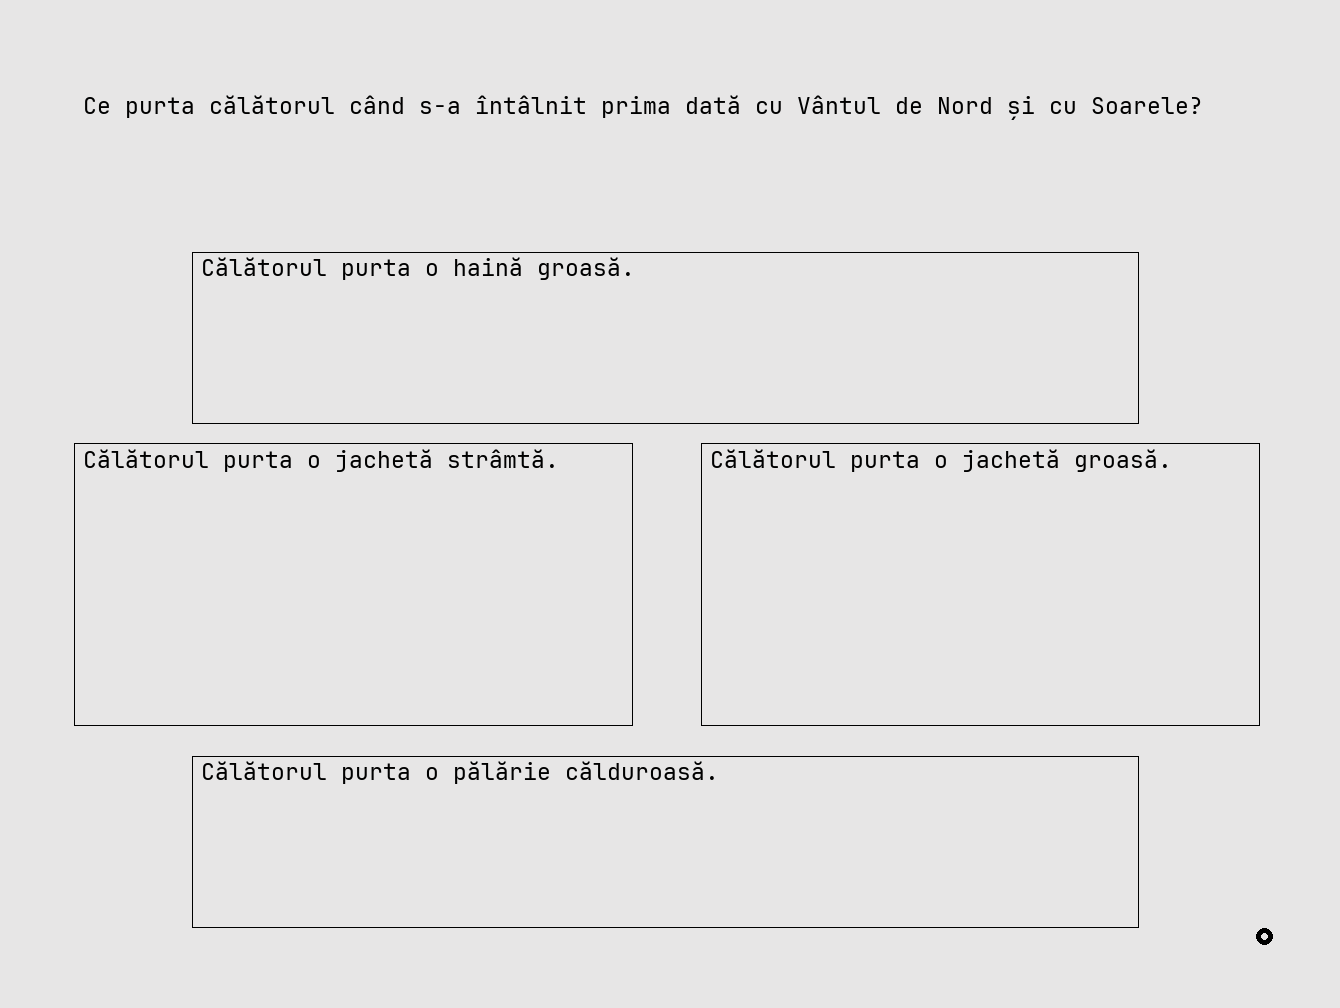 Ce purta călătorul când s-a întâlnit prima dată cu Vântul de Nord și cu Soarele?
Călătorul purta o haină groasă.
Călătorul purta o jachetă strâmtă.
Călătorul purta o jachetă groasă.
Călătorul purta o pălărie călduroasă.